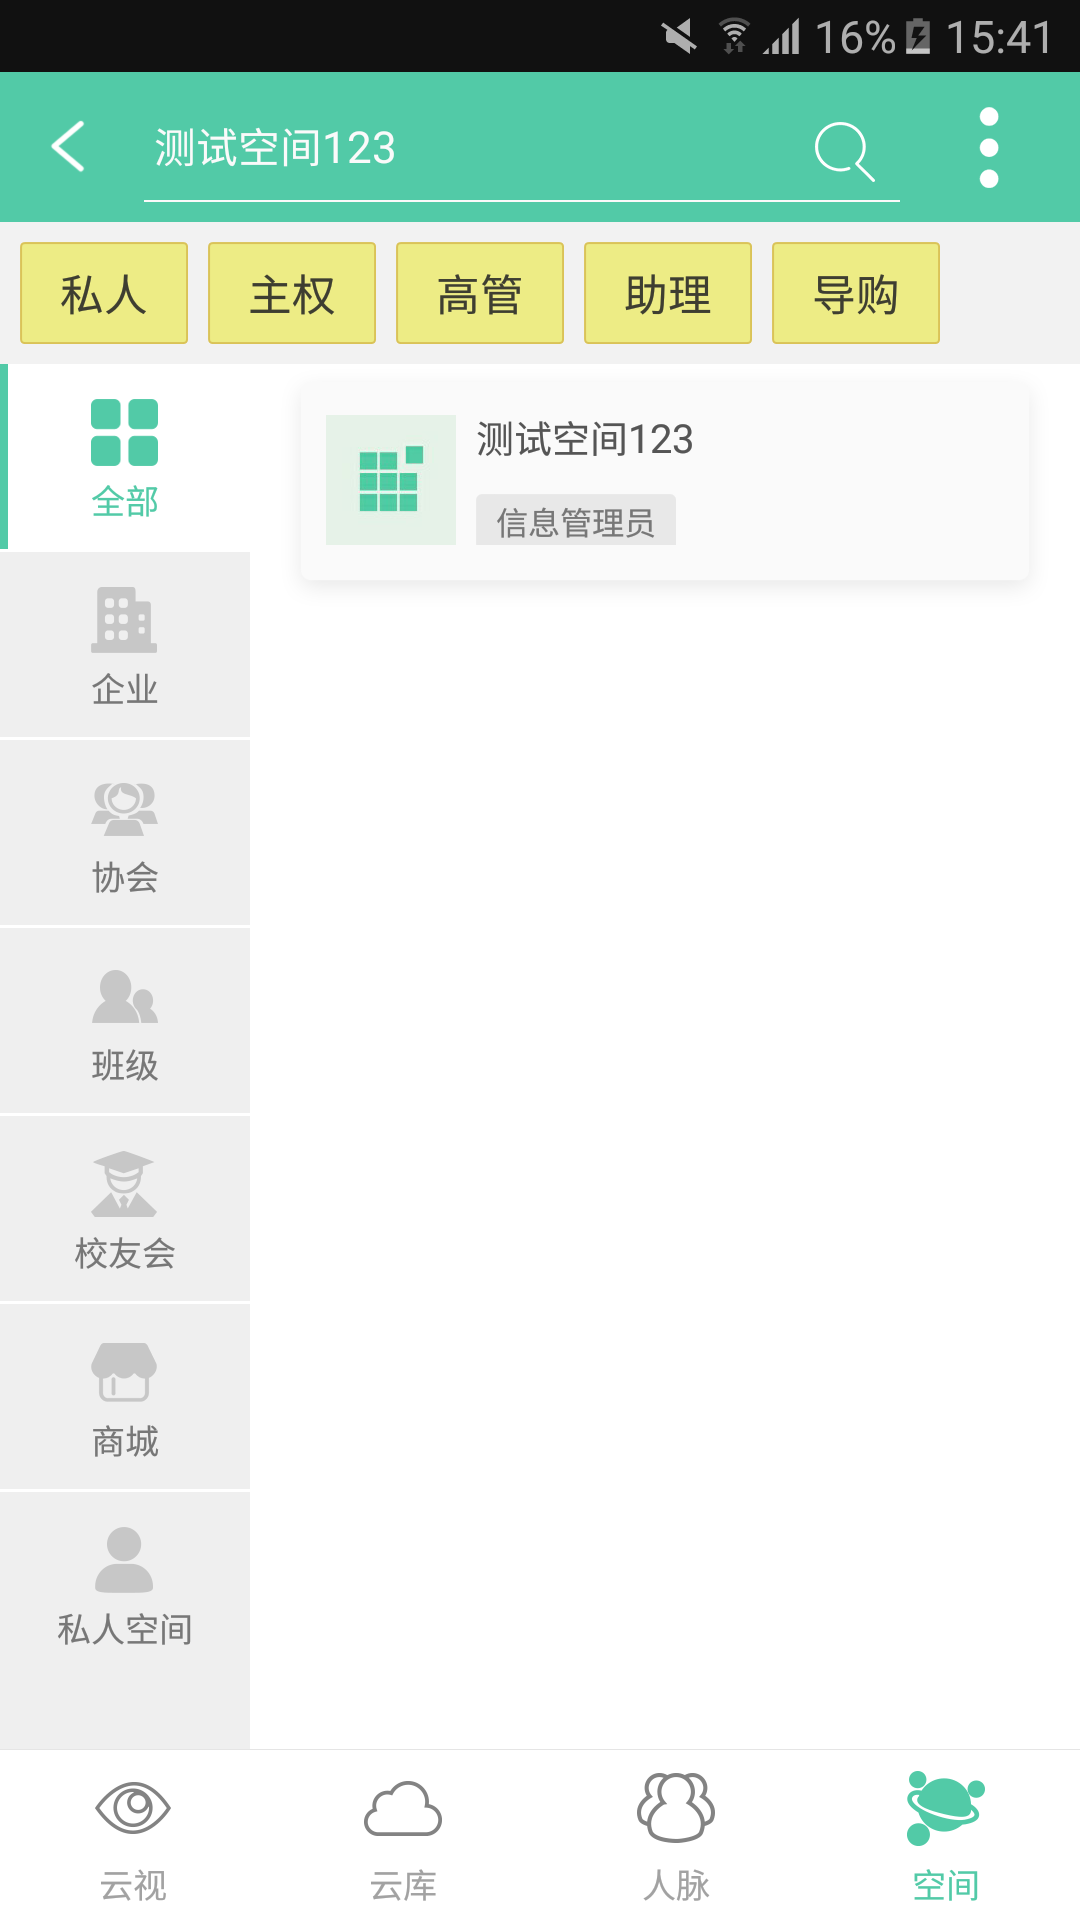 16% 15:41
测试空间123
私人 主权 高管 助理 导购
全部
测试空间123
信息管理员
企业
协会
班级
校友会
商城
私人空间
云视 云库 人脉 空间